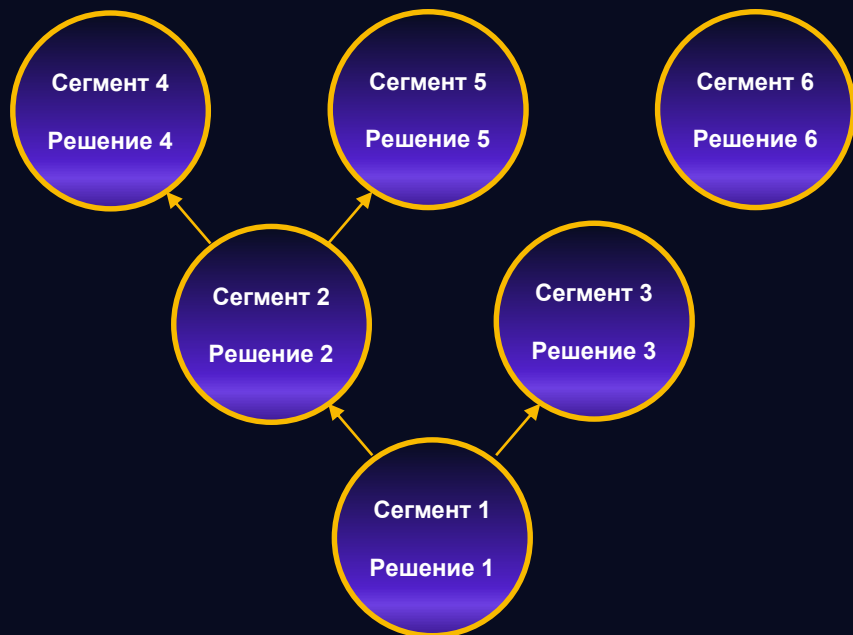 Сегмент 4
Решение 4
Сегмент 5
Решение 5
Сегмент 6
Решение 6
Сегмент 2
Решение 2
Сегмент 3
Решение 3
Сегмент 1
Решение 1